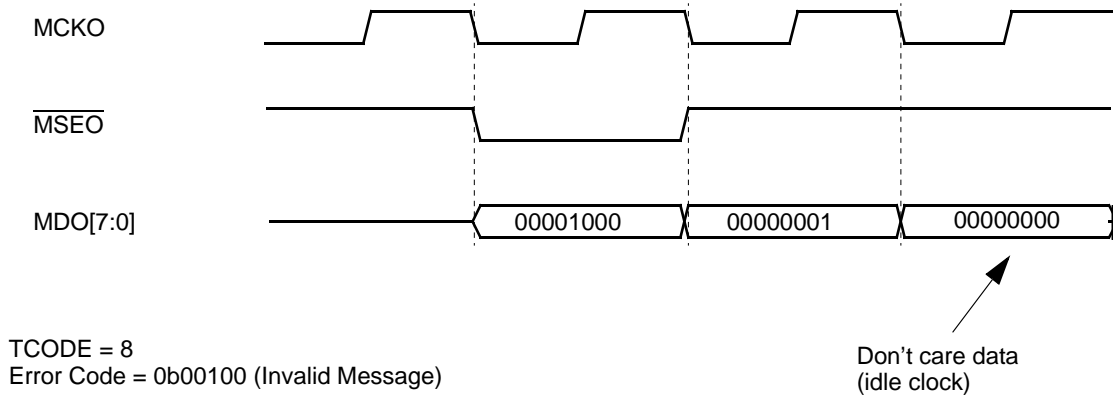 MCKO
MSEO
MDO[7:0]
00001000
00000001
00000000
TCODE = 8
Error Code = 0b00100 (Invalid Message)
Don't care data
(idle clock)